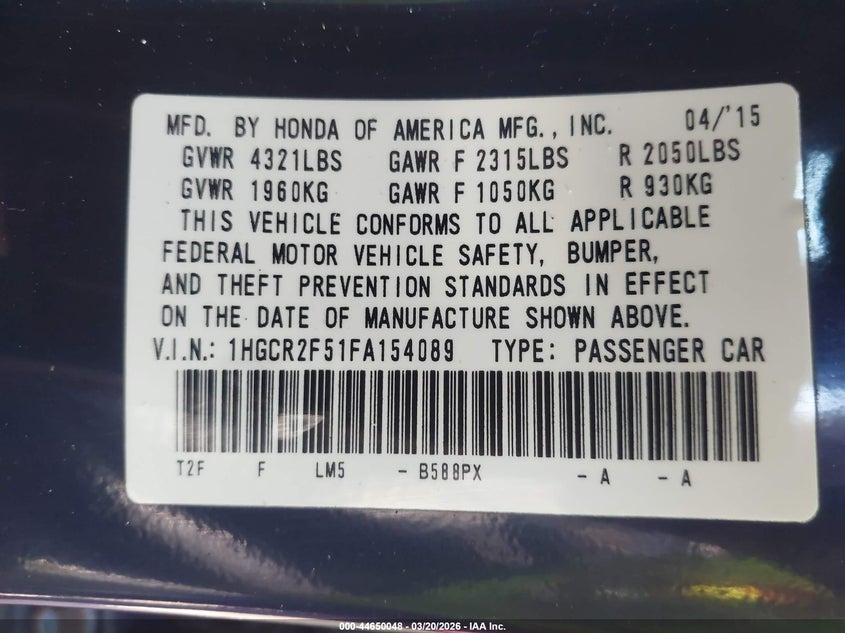 MFD. BY HONDA OF AMERICA MFG., INC. 04/'15
GVWR 4321LBS GAWR F 2315LBS R 2050LBS
GVWR 1960KG GAWR F 1050KG R 930KG
THIS VEHICLE CONFORMS TO ALL APPLICABLE
FEDERAL MOTOR VEHICLE SAFETY, BUMPER,
AND THEFT PREVENTION STANDARDS IN EFFECT
ON THE DATE OF MANUFACTURE SHOWN ABOVE.
V.I.N.: 1HGCR2F51FA154089 TYPE: PASSENGER CAR
T2F F LM5 - B588PX - A - A
000-44650048 - 03/20/2026 - IAA Inc.